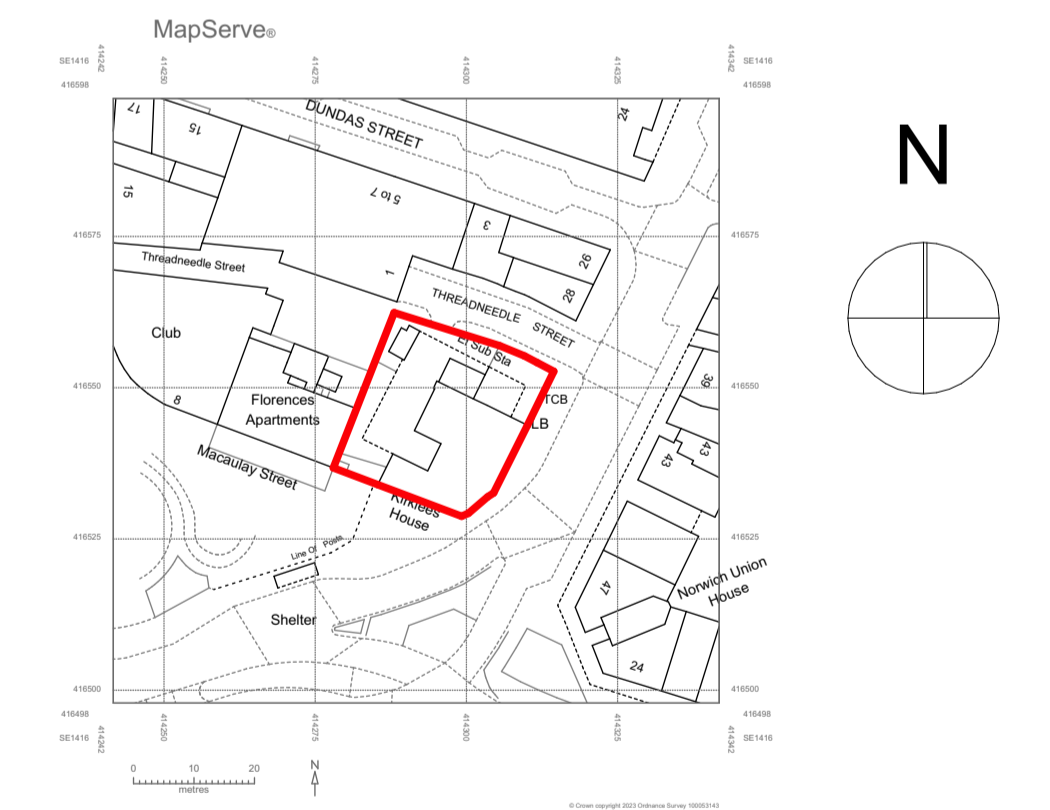 MapServe®
414242
414250
414275
414300
414325
414342
SE1416
SE1416
416598
416598
17
15
DUNDAS STREET
24
15
5 to 7
3
416575
416575
Threadneedle Street
1
26
28
THREADNEEDLE STREET
El Sub Sta
Club
416550
416550
39
8
Florences
Apartments
TCB
LB
43
43
Macaulay Street
Kirklees
House
416525
416525
Line Of Posts
47
Norwich Union
House
Shelter
24
416500
416500
416498
416498
SE1416
SE1416
414242
414250
414275
414300
414325
414342
0 10 20
metres
N
N
© Crown copyright 2023 Ordnance Survey 100053143